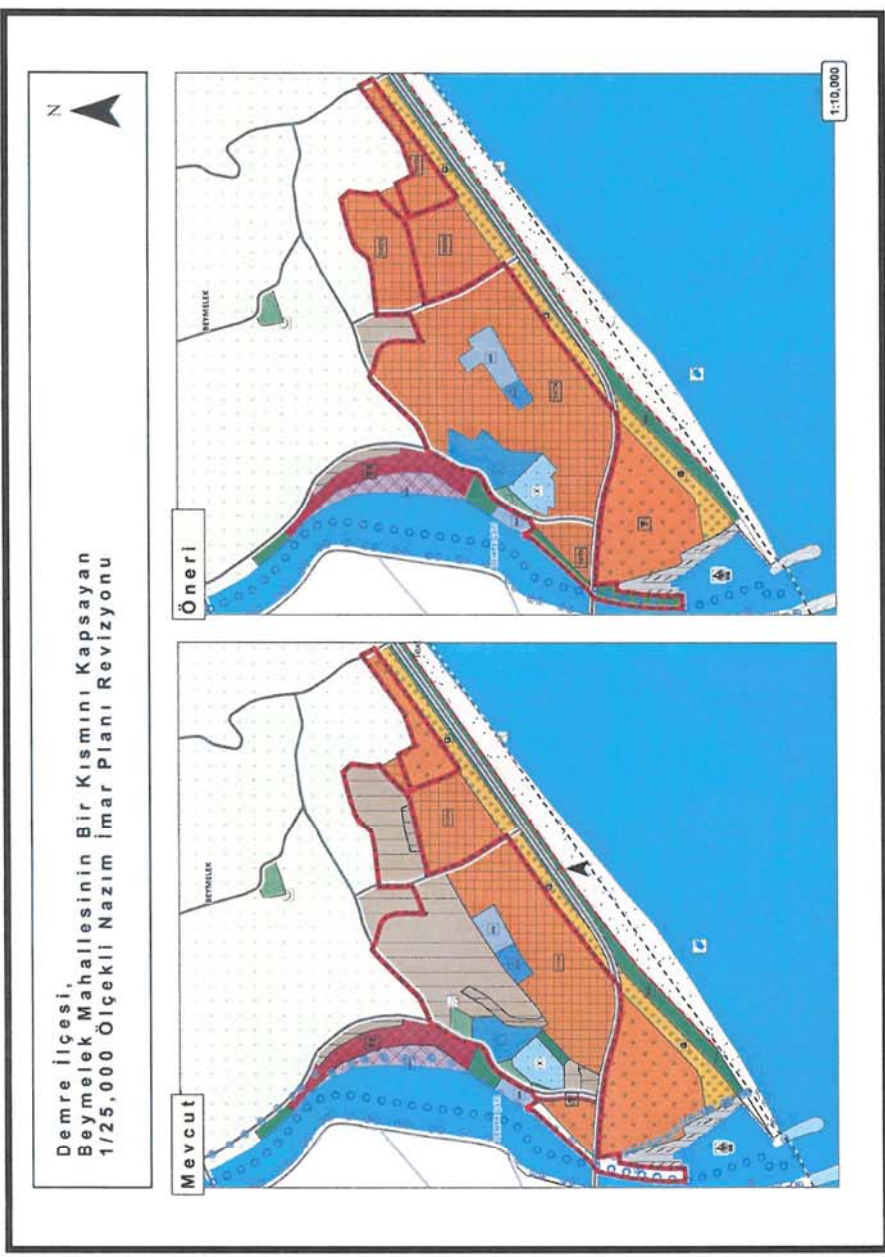 Demre İlçesi,
Beymelek Mahallesinin Bir Kısmını Kapsayan
1/25,000 Ölçekli Nazım İmar Planı Revizyonu
N
Mevcut
BEYMELEK
Öneri
BEYMELEK
1:10,000